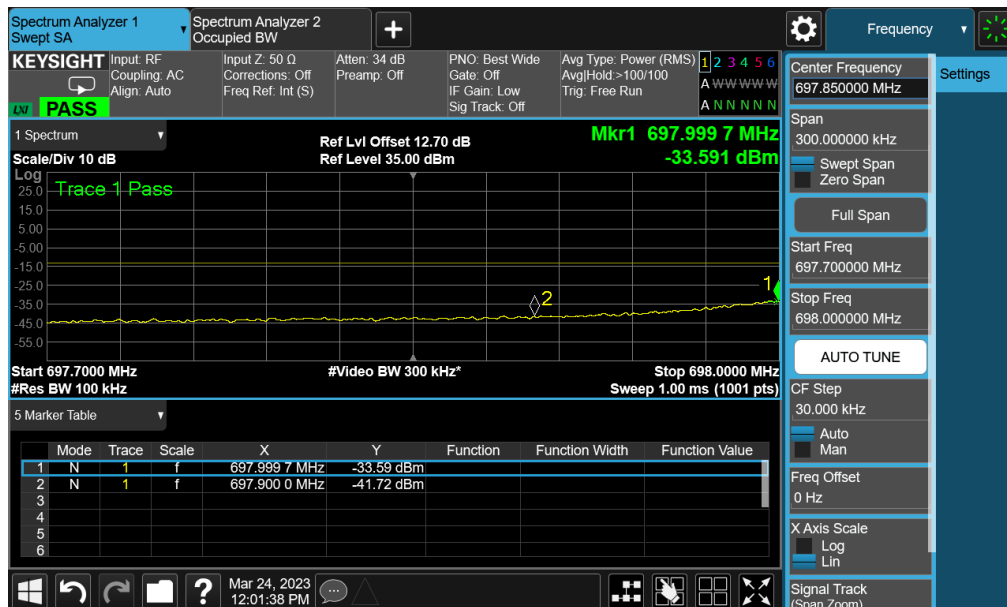 Spectrum Analyzer 1
Swept SA
Spectrum Analyzer 2
Occupied BW
Frequency
KEYSIGHT
Input: RF
Coupling: AC
Align: Auto
Input Z: 50 Ω
Corrections: Off
Freq Ref: Int (S)
Atten: 34 dB
Preamp: Off
PNO: Best Wide
Gate: Off
IF Gain: Low
Sig Track: Off
Avg Type: Power (RMS)
Avg|Hold:>100/100
Trig: Free Run
1 2 3 4 5 6
A W W W W W
A N N N N N
LNI PASS
1 Spectrum
Scale/Div 10 dB
Ref Lvl Offset 12.70 dB
Ref Level 35.00 dBm
Mkr1 697.999 7 MHz
-33.591 dBm
Log
Trace 1 Pass
25.0
15.0
5.00
-5.00
-15.0
-25.0
-35.0
-45.0
-55.0
1
2
Start 697.7000 MHz
#Res BW 100 kHz
#Video BW 300 kHz*
Stop 698.0000 MHz
Sweep 1.00 ms (1001 pts)
5 Marker Table
Mode Trace Scale X Y Function Function Width Function Value
1 N 1 f 697.999 7 MHz -33.59 dBm
2 N 1 f 697.900 0 MHz -41.72 dBm
3
4
5
6
Mar 24, 2023
12:01:38 PM
Center Frequency
697.850000 MHz
Span
300.000000 kHz
Swept Span
Zero Span
Full Span
Start Freq
697.700000 MHz
Stop Freq
698.000000 MHz
AUTO TUNE
CF Step
30.000 kHz
Auto
Man
Freq Offset
0 Hz
X Axis Scale
Log
Lin
Signal Track
(Span Zoom)
Settings